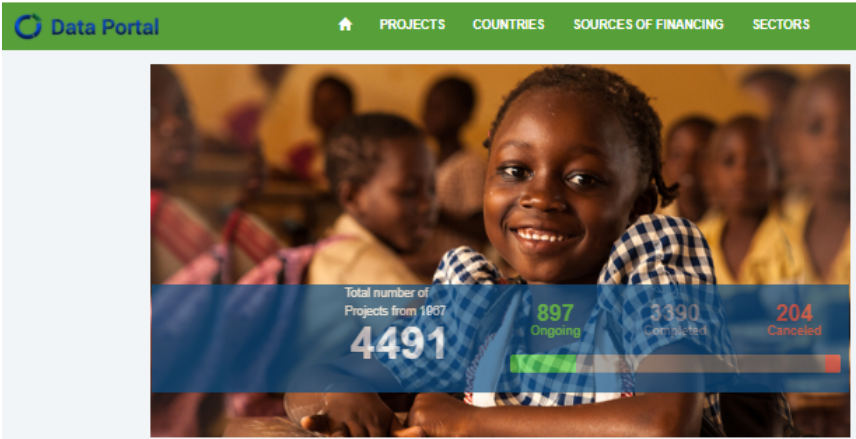 Data Portal
PROJECTS COUNTRIES SOURCES OF FINANCING SECTORS
Total number of
Projects from 1967
4491
897 3390 204
Ongoing Completed Canceled